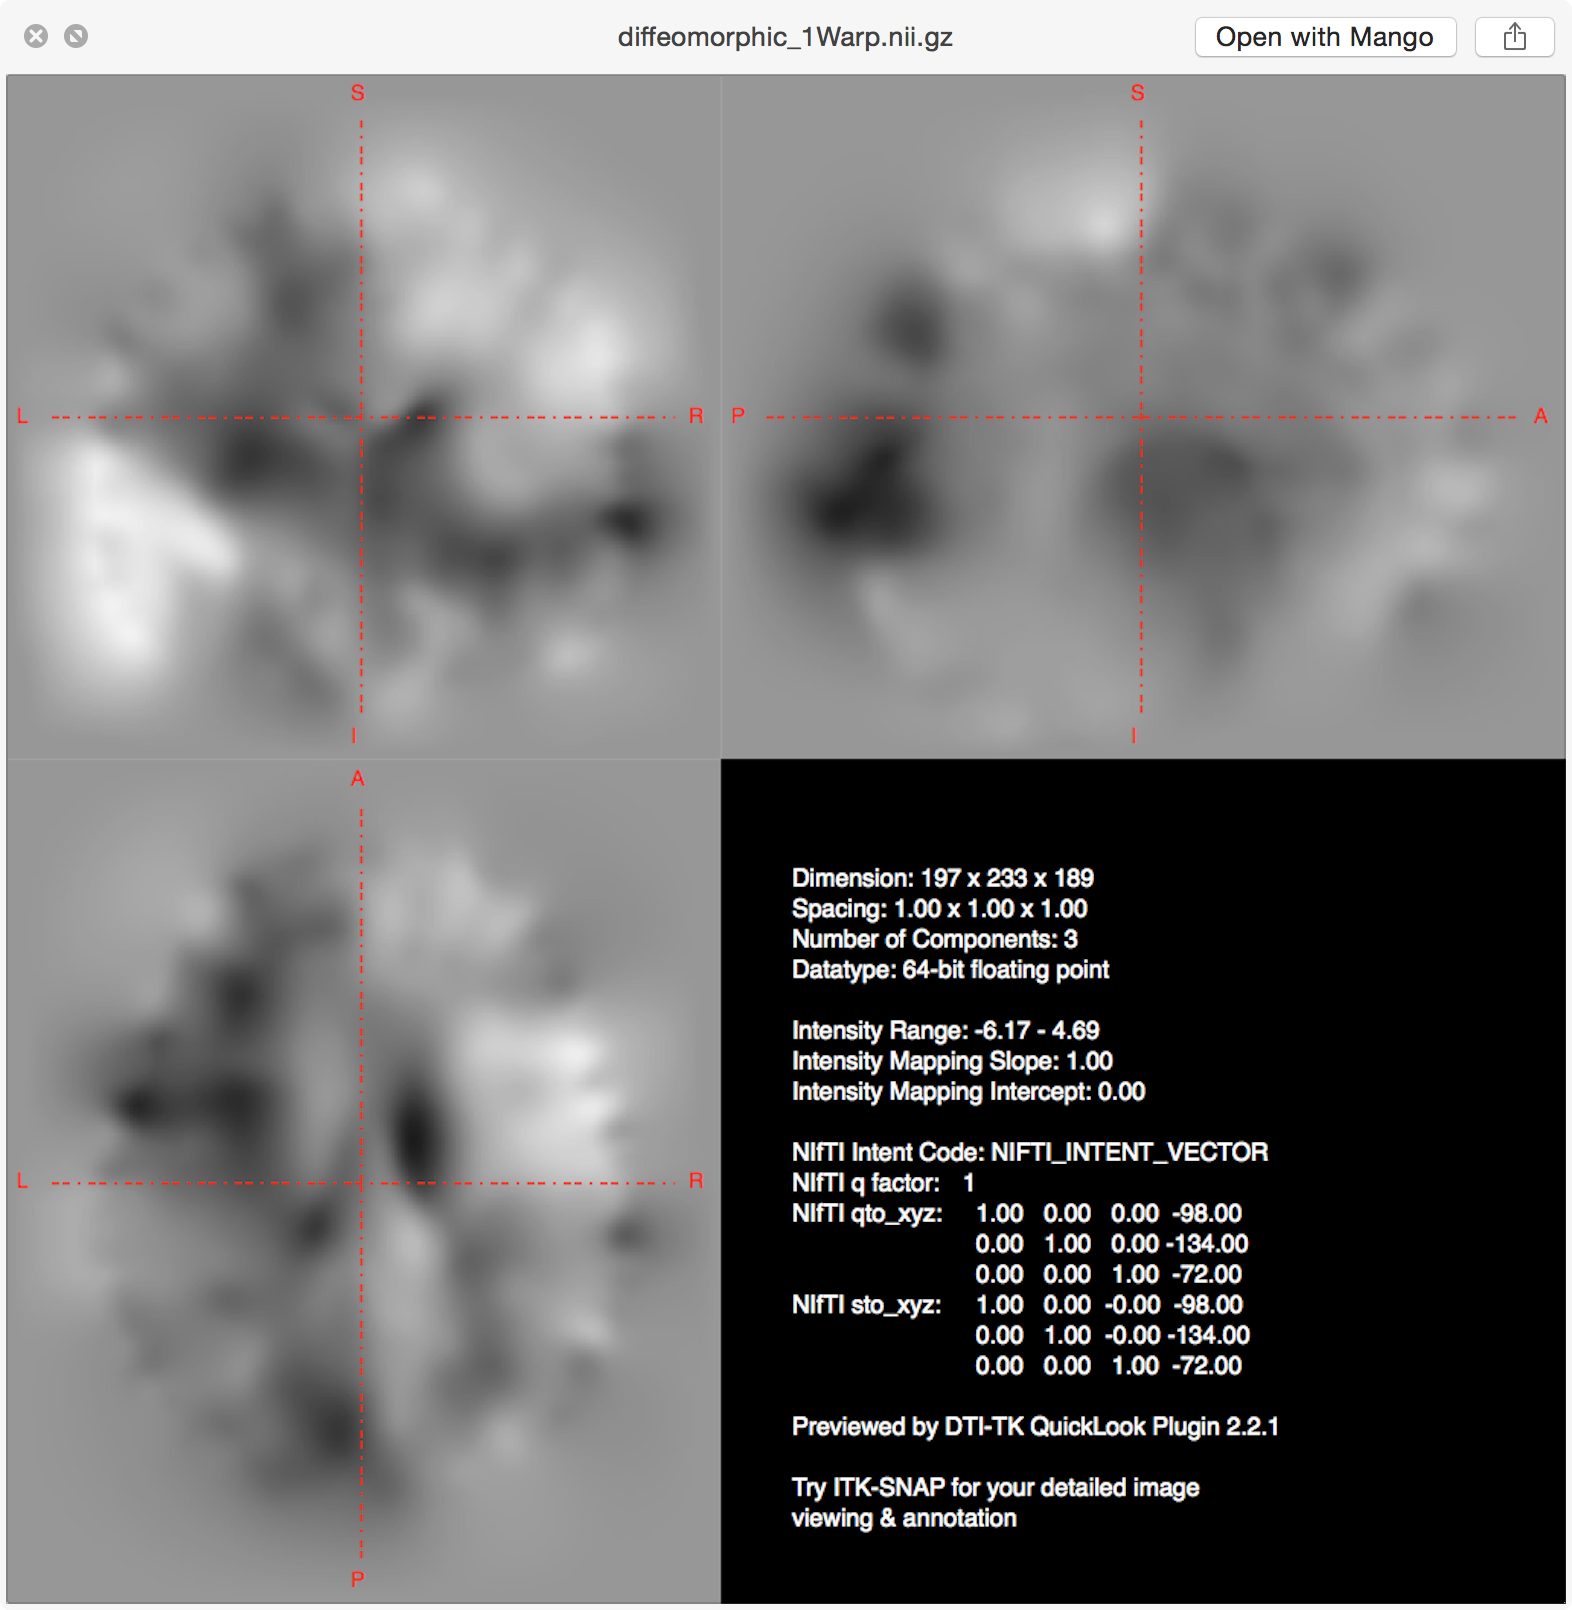 diffeomorphic_1Warp.nii.gz
Open with Mango
S
L
R
I
S
P
A
I
A
L
R
P
Dimension: 197 x 233 x 189
Spacing: 1.00 x 1.00 x 1.00
Number of Components: 3
Datatype: 64-bit floating point
Intensity Range: -6.17 - 4.69
Intensity Mapping Slope: 1.00
Intensity Mapping Intercept: 0.00
NIfTI Intent Code: NIFTI_INTENT_VECTOR
NIfTI q factor: 1
NIfTI qto_xyz: 1.00 0.00 0.00 -98.00
0.00 1.00 0.00 -134.00
0.00 0.00 1.00 -72.00
NIfTI sto_xyz: 1.00 0.00 -0.00 -98.00
0.00 1.00 -0.00 -134.00
0.00 0.00 1.00 -72.00
Previewed by DTI-TK QuickLook Plugin 2.2.1
Try ITK-SNAP for your detailed image
viewing & annotation